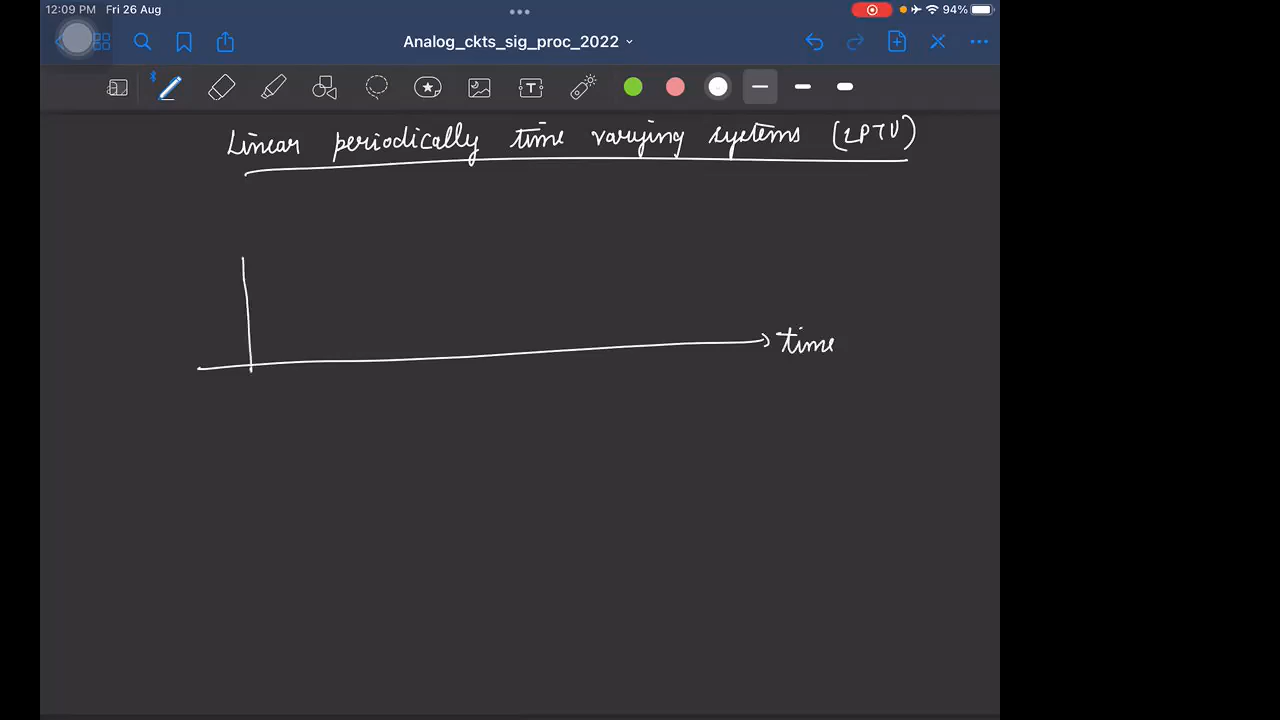 12:09 PM Fri 26 Aug
94%
Analog_ckts_sig_proc_2022
T
Linear periodically time varying systems (LPTV)
time